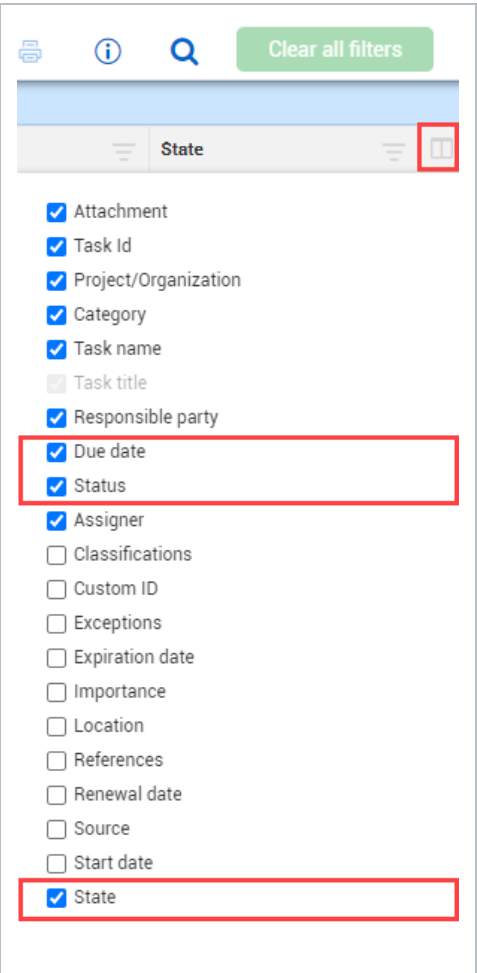 Clear all filters
State
Attachment
Task Id
Project/Organization
Category
Task name
Task title
Responsible party
Due date
Status
Assigner
Classifications
Custom ID
Exceptions
Expiration date
Importance
Location
References
Renewal date
Source
Start date
State